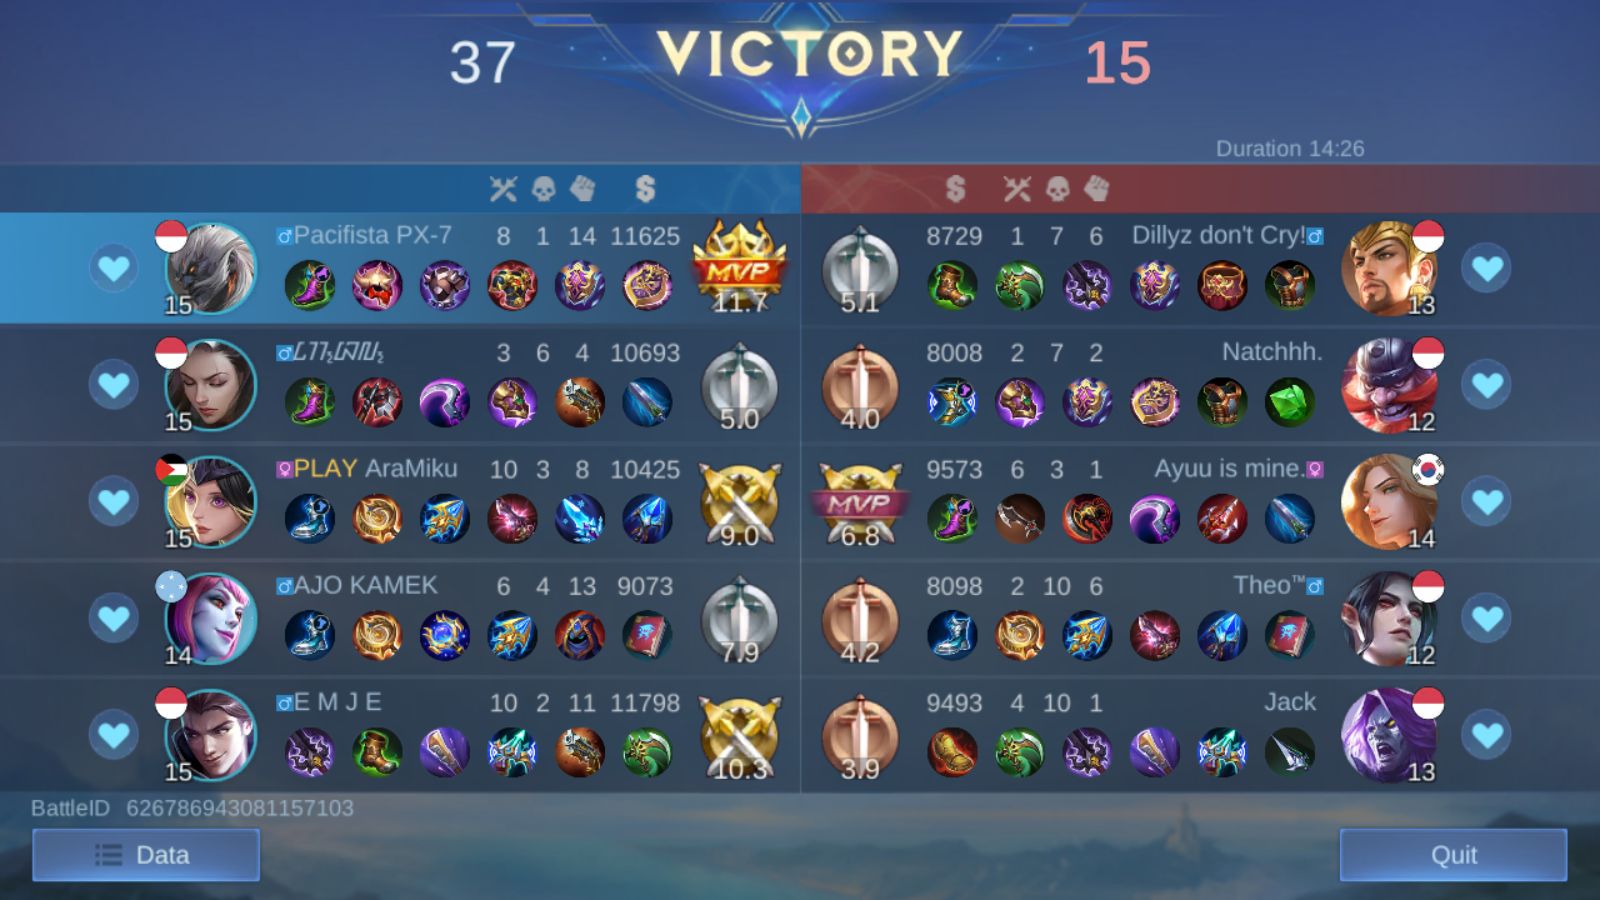 37 VICTORY 15
Duration 14:26
Pacifista PX-7 8 1 14 11625 MVP 11.7 15
5.1 8729 1 7 6 Dillyz don't Cry! 13
3 6 4 10693 5.0 15
4.0 8008 2 7 2 Natchhh. 12
PLAY AraMiku 10 3 8 10425 9.0 15
MVP 6.8 9573 6 3 1 Ayuu is mine. 14
AJO KAMEK 6 4 13 9073 7.9 14
4.2 8098 2 10 6 Theo™ 12
E M J E 10 2 11 11798 10.3 15
3.9 9493 4 10 1 Jack 13
BattleID 626786943081157103
Data
Quit